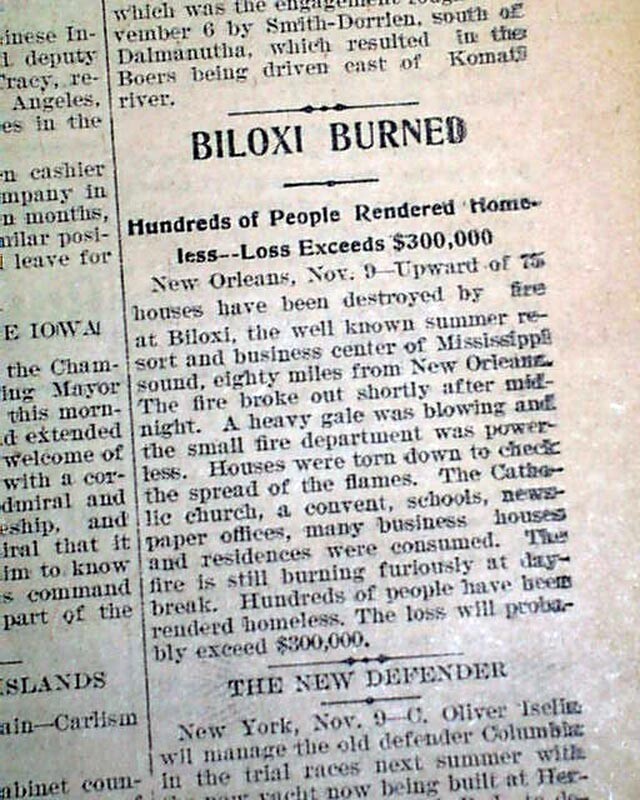 inese In-
l deputy
Tracy, re-
Angeles,
es in the
n cashier
mpany in
n months,
milar posi-
l leave for
E IOWA
the Cham-
ing Mayor
this morn-
d extended
welcome of
with a cor-
dmiral and
eship, and
iral that it
im to know
s command
part of the
ISLANDS
ain—Carlism
abinet coun-
which was the engagement
vember 6 by Smith-Dorrien, south of
Dalmanutha, which resulted in the
Boers being driven east of Komati
river.
BILOXI BURNED
Hundreds of People Rendered Home-
less--Loss Exceeds $300,000
New Orleans, Nov. 9—Upward of 75
houses have been destroyed by fire
at Biloxi, the well known summer re-
sort and business center of Mississippi
sound, eighty miles from New Orleans.
The fire broke out shortly after mid-
night. A heavy gale was blowing and
the small fire department was power-
less. Houses were torn down to check
the spread of the flames. The Catho-
lic church, a convent, schools, news-
paper offices, many business houses
and residences were consumed. The
fire is still burning furiously at day-
break. Hundreds of people have been
renderd homeless. The loss will proba-
bly exceed $300,000.
THE NEW DEFENDER
New York, Nov. 9—C. Oliver Iselin
wil manage the old defender Columbia
in the trial races next summer with
the new yacht now being built at Her-